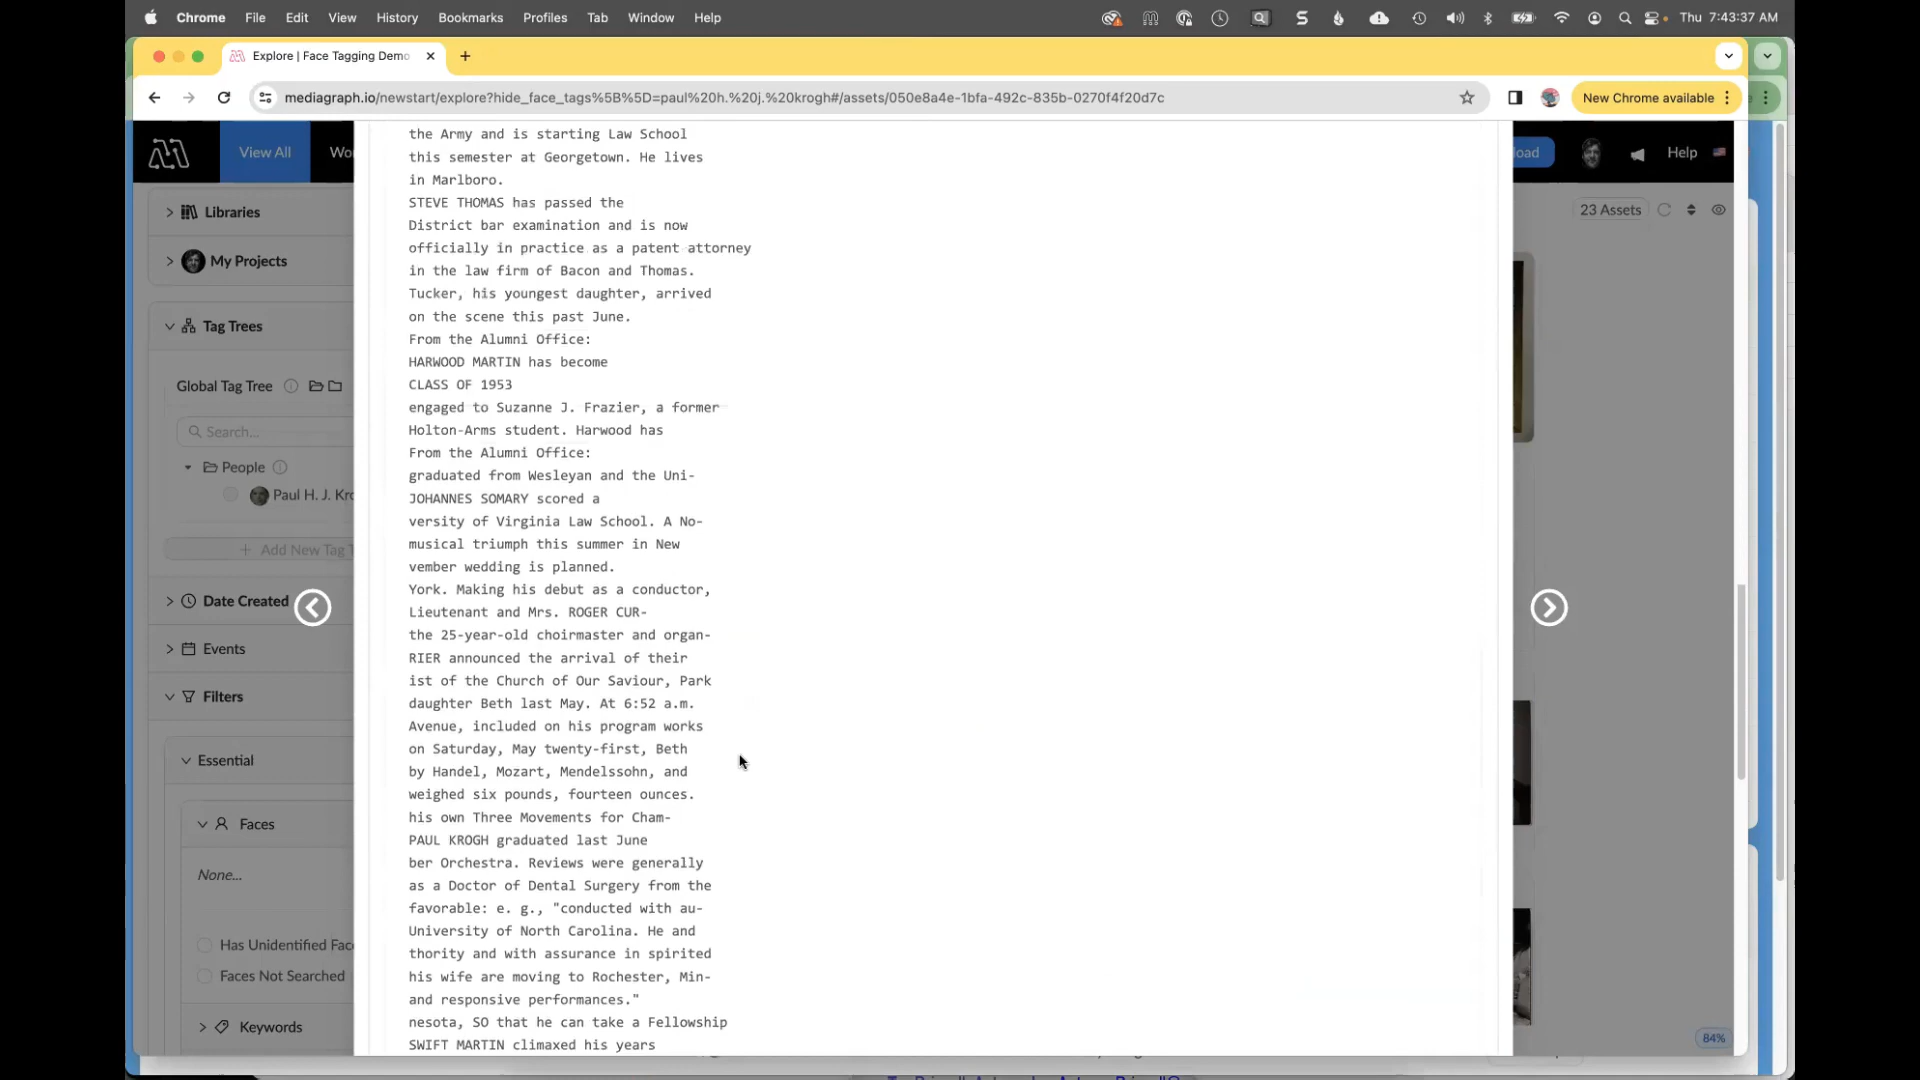 Chrome File Edit View History Bookmarks Profiles Tab Window Help
Thu 7:43:37 AM
Explore | Face Tagging Demo
mediagraph.io/newstart/explore?hide_face_tags%5B%5D=paul%20h.%20j.%20krogh#/assets/050e8a4e-1bfa-492c-835b-0270f4f20d7c
New Chrome available
View All
Help
Libraries
My Projects
Tag Trees
Global Tag Tree
Search...
People
Paul H. J. Kro
+ Add New Tag T
Date Created
Events
Filters
Essential
Faces
None...
Has Unidentified Fac
Faces Not Searched
Keywords
the Army and is starting Law School
this semester at Georgetown. He lives
in Marlboro.
STEVE THOMAS has passed the
District bar examination and is now
officially in practice as a patent attorney
in the law firm of Bacon and Thomas.
Tucker, his youngest daughter, arrived
on the scene this past June.
From the Alumni Office:
HARWOOD MARTIN has become
CLASS OF 1953
engaged to Suzanne J. Frazier, a former
Holton-Arms student. Harwood has
From the Alumni Office:
graduated from Wesleyan and the Uni-
JOHANNES SOMARY scored a
versity of Virginia Law School. A No-
musical triumph this summer in New
vember wedding is planned.
York. Making his debut as a conductor,
Lieutenant and Mrs. ROGER CUR-
the 25-year-old choirmaster and organ-
RIER announced the arrival of their
ist of the Church of Our Saviour, Park
daughter Beth last May. At 6:52 a.m.
Avenue, included on his program works
on Saturday, May twenty-first, Beth
by Handel, Mozart, Mendelssohn, and
weighed six pounds, fourteen ounces.
his own Three Movements for Cham-
PAUL KROGH graduated last June
ber Orchestra. Reviews were generally
as a Doctor of Dental Surgery from the
favorable: e. g., "conducted with au-
University of North Carolina. He and
thority and with assurance in spirited
his wife are moving to Rochester, Min-
and responsive performances."
nesota, SO that he can take a Fellowship
SWIFT MARTIN climaxed his years
23 Assets
84%